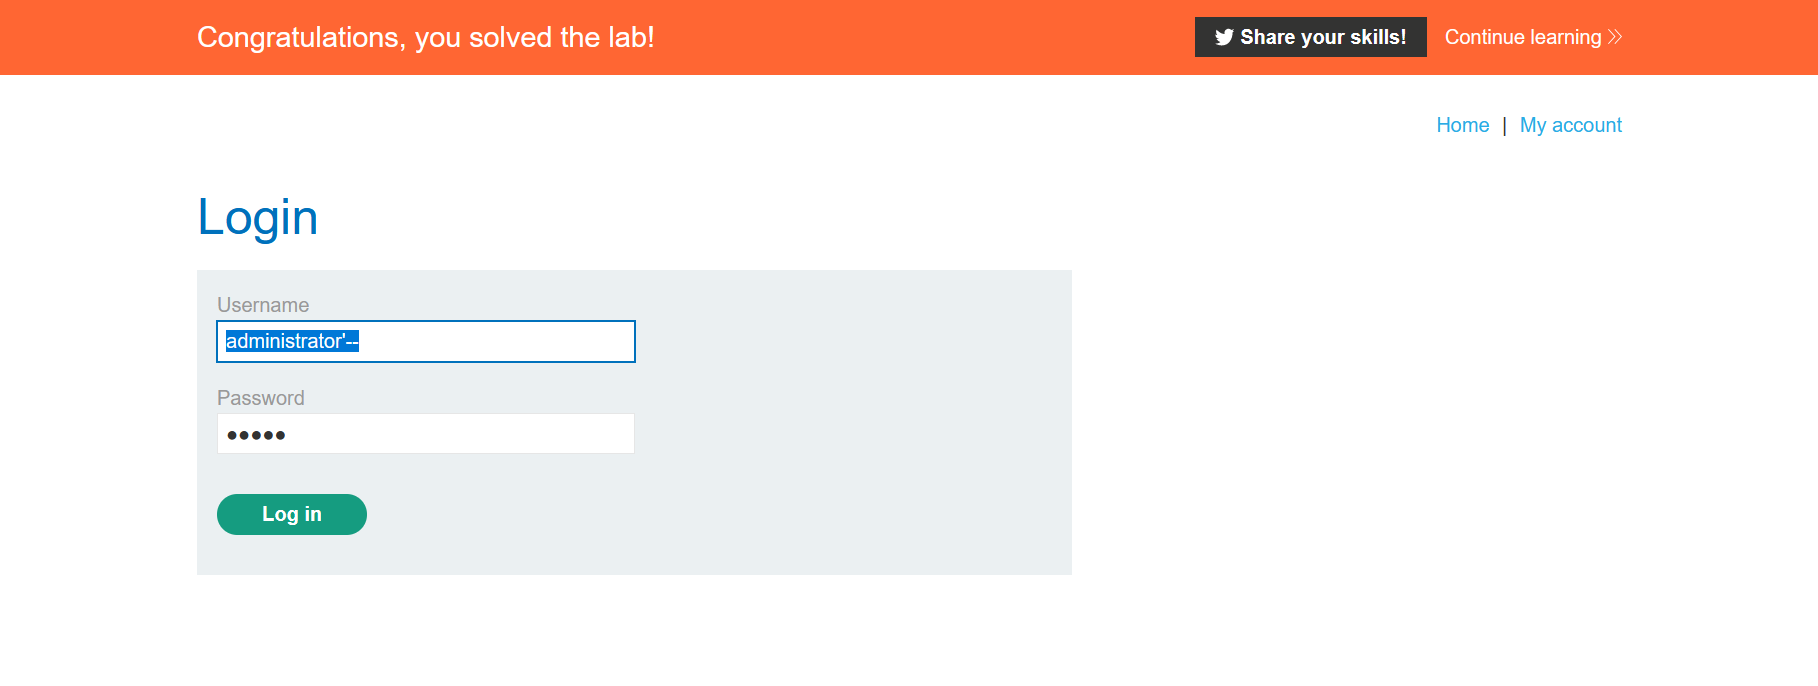 Congratulations, you solved the lab!
Share your skills!
Continue learning
Home | My account
Login
Username
administrator'--
Password
•••••
Log in